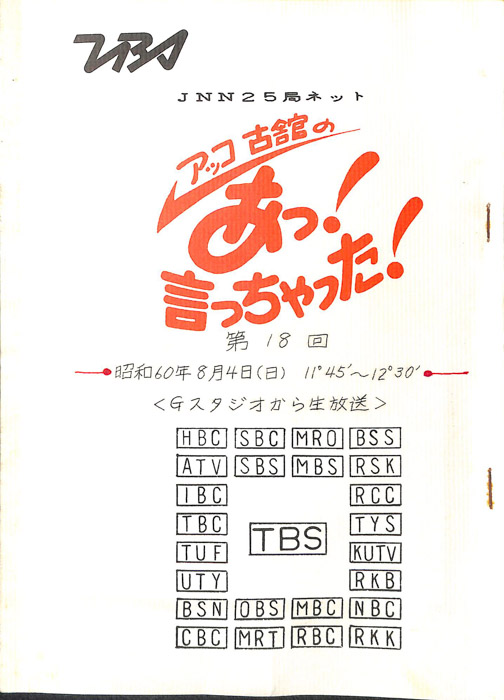 TBS
JNN25局ネット
アッコ 古舘の
あっ!
言っちゃった!
第 18 回
昭和60年8月4日(日) 11°45′〜12°30′
<Gスタジオから生放送>
HBC SBC MRO BSS
ATV SBS MBS RSK
IBC RCC
TBC TYS
TBS
TUF KUTV
UTY RKB
BSN OBS MBC NBC
CBC MRT RBC RKK